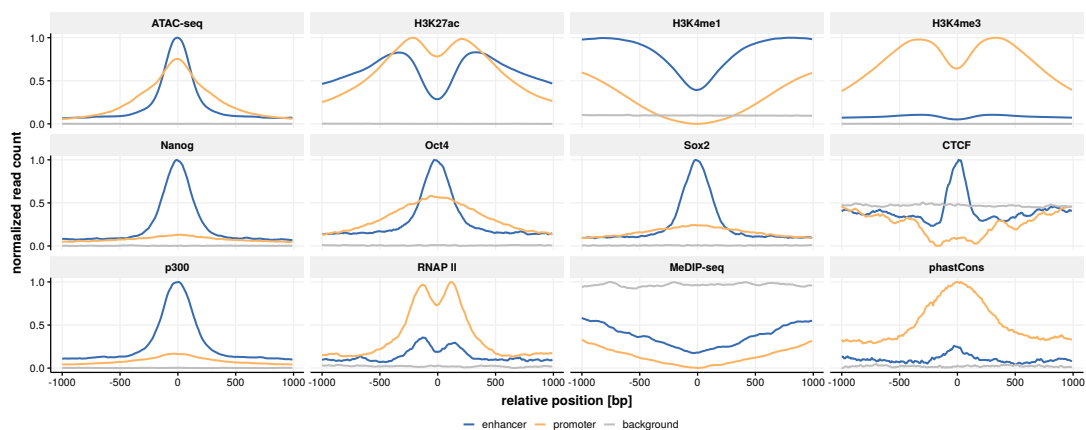 ATAC-seq H3K27ac H3K4me1 H3K4me3
1.0
0.5
0.0
Nanog Oct4 Sox2 CTCF
1.0
0.5
0.0
p300 RNAP II MeDIP-seq phastCons
1.0
0.5
0.0
-1000 -500 0 500 1000 -1000 -500 0 500 1000 -1000 -500 0 500 1000 -1000 -500 0 500 1000
normalized read count
relative position [bp]
enhancer promoter background